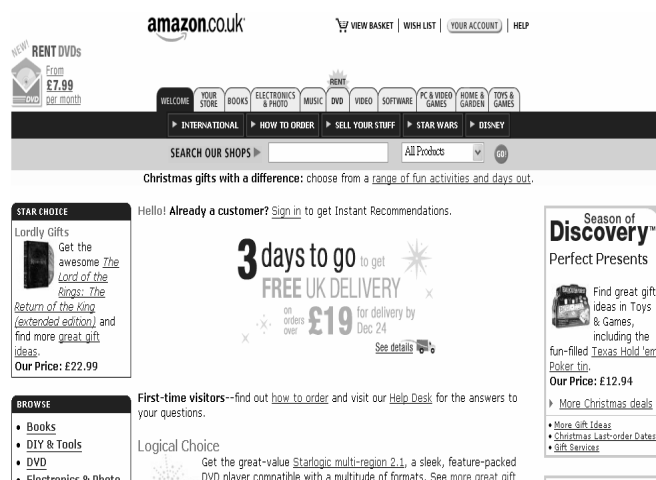 amazon.co.uk
VIEW BASKET | WISH LIST | YOUR ACCOUNT | HELP
NEW!
RENT DVDs
From
£7.99
per month
DVD
RENT
WELCOME
YOUR STORE
BOOKS
ELECTRONICS & PHOTO
MUSIC
DVD
VIDEO
SOFTWARE
PC & VIDEO GAMES
HOME & GARDEN
TOYS & GAMES
INTERNATIONAL
HOW TO ORDER
SELL YOUR STUFF
STAR WARS
DISNEY
SEARCH OUR SHOPS
All Products
GO!
Christmas gifts with a difference: choose from a range of fun activities and days out.
STAR CHOICE
Lordly Gifts
Get the
awesome The
Lord of the
Rings: The
Return of the King
(extended edition) and
find more great gift
ideas.
Our Price: £22.99
BROWSE
• Books
• DIY & Tools
• DVD
• Electronics & Photo
Hello! Already a customer? Sign in to get Instant Recommendations.
3 days to go to get
FREE UK DELIVERY
on orders over £19 for delivery by Dec 24
See details
First-time visitors--find out how to order and visit our Help Desk for the answers to
your questions.
Logical Choice
Get the great-value Starlogic multi-region 2.1, a sleek, feature-packed
DVD player compatible with a multitude of formats. See more great gift
Season of
Discovery™
Perfect Presents
Find great gift
ideas in Toys
& Games,
including the
fun-filled Texas Hold 'em
Poker tin.
Our Price: £12.94
More Christmas deals
• More Gift Ideas
• Christmas Last-order Dates
• Gift Services